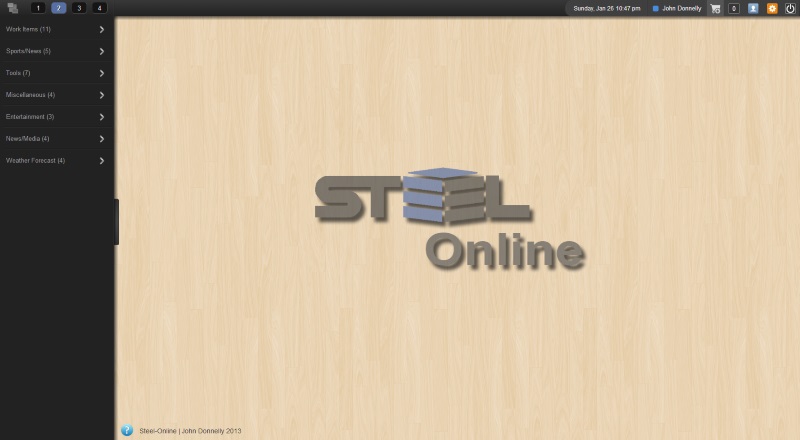 1 2 3 4 Sunday, Jan 26 10:47 pm John Donnelly 0
Work Items (11)
Sports/News (5)
Tools (7)
Miscellaneous (4)
Entertainment (3)
News/Media (4)
Weather Forecast (4)
STEEL
Online
? Steel-Online | John Donnelly 2013